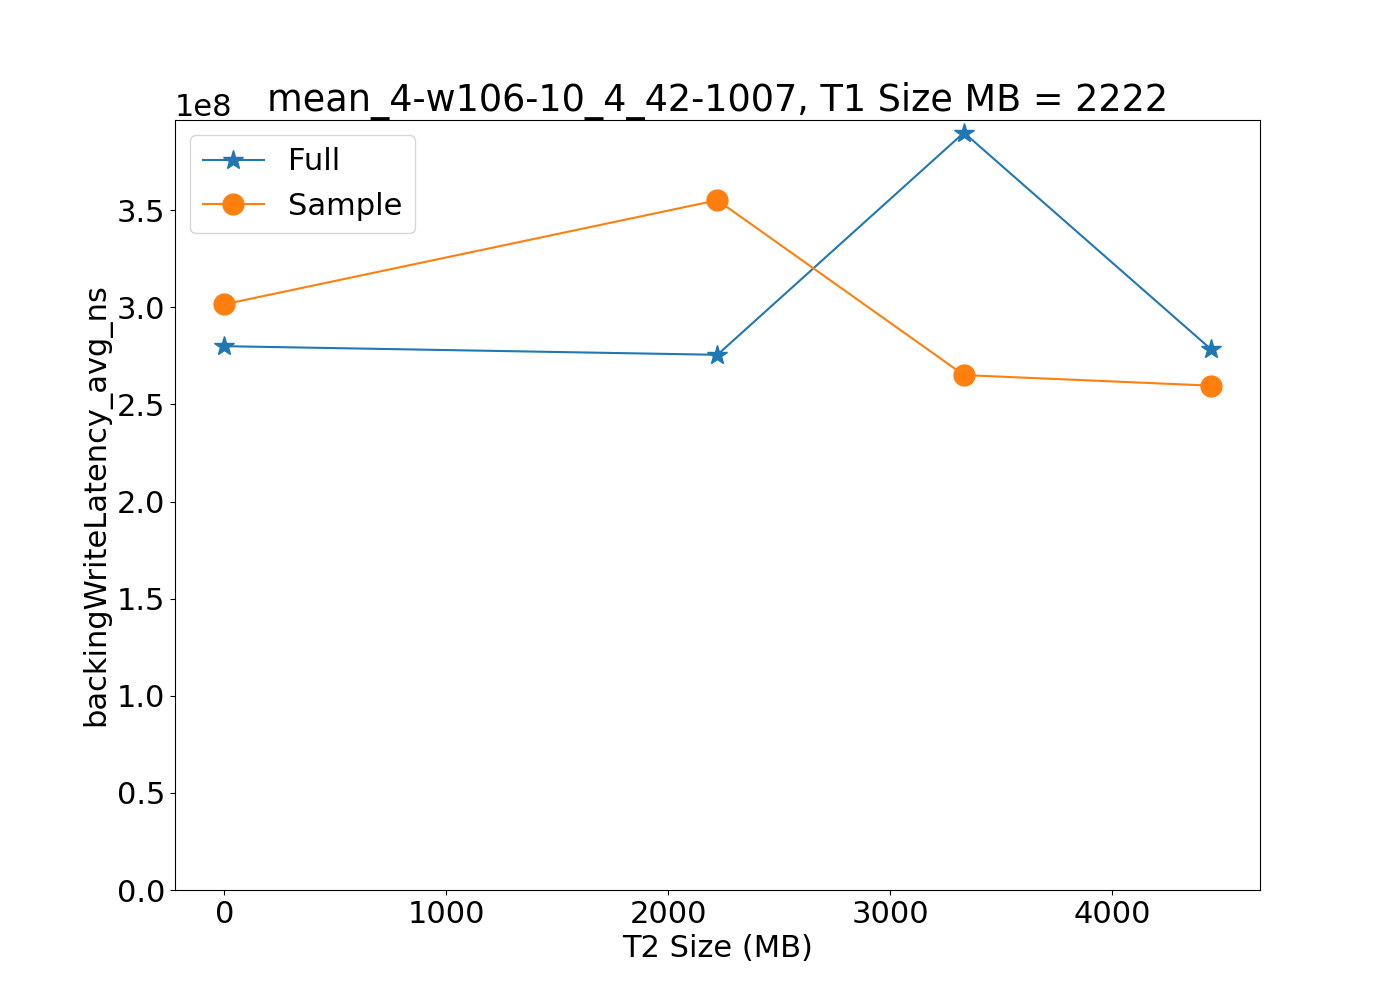 1e8
mean_4-w106-10_4_42-1007, T1 Size MB = 2222
Full
Sample
backingWriteLatency_avg_ns
3.5
3.0
2.5
2.0
1.5
1.0
0.5
0.0
0
1000
2000
3000
4000
T2 Size (MB)